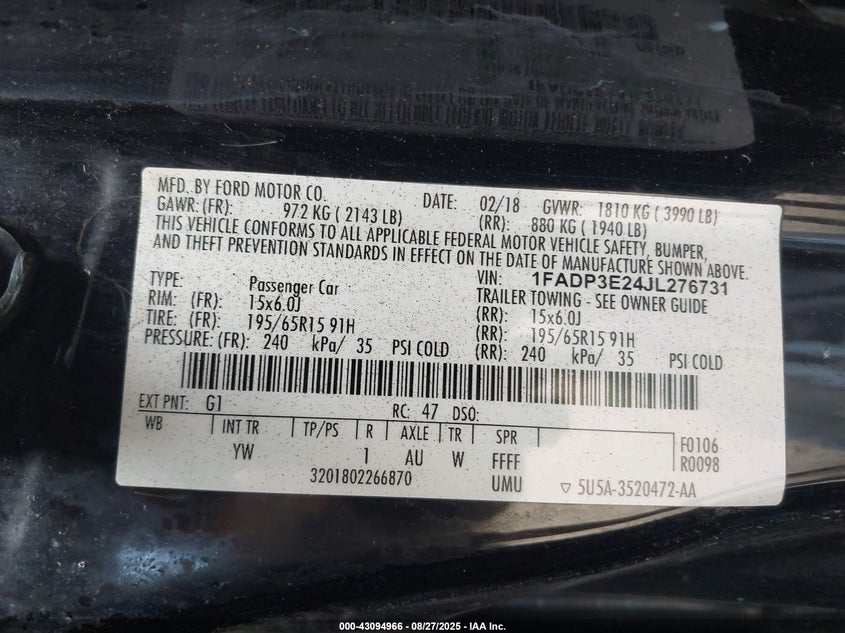 MFD. BY FORD MOTOR CO. DATE: 02/18 GVWR: 1810 KG ( 3990 LB)
GAWR: (FR): 972 KG ( 2143 LB) (RR): 880 KG ( 1940 LB)
THIS VEHICLE CONFORMS TO ALL APPLICABLE FEDERAL MOTOR VEHICLE SAFETY, BUMPER,
AND THEFT PREVENTION STANDARDS IN EFFECT ON THE DATE OF MANUFACTURE SHOWN ABOVE.
VIN: 1FADP3E24JL276731
TYPE: Passenger Car TRAILER TOWING - SEE OWNER GUIDE
RIM: (FR): 15x6.0J (RR): 15x6.0J
TIRE: (FR): 195/65R15 91H (RR): 195/65R15 91H
PRESSURE: (FR): 240 kPa/ 35 PSI COLD (RR): 240 kPa/ 35 PSI COLD
EXT PNT: G1 RC: 47 DSO:
WB INT TR TP/PS R AXLE TR SPR F0106
YW 1 AU W FFFF R0098
3201802266870 UMU ▽ 5U5A-3520472-AA
000-43094966 - 08/27/2025 - IAA Inc.